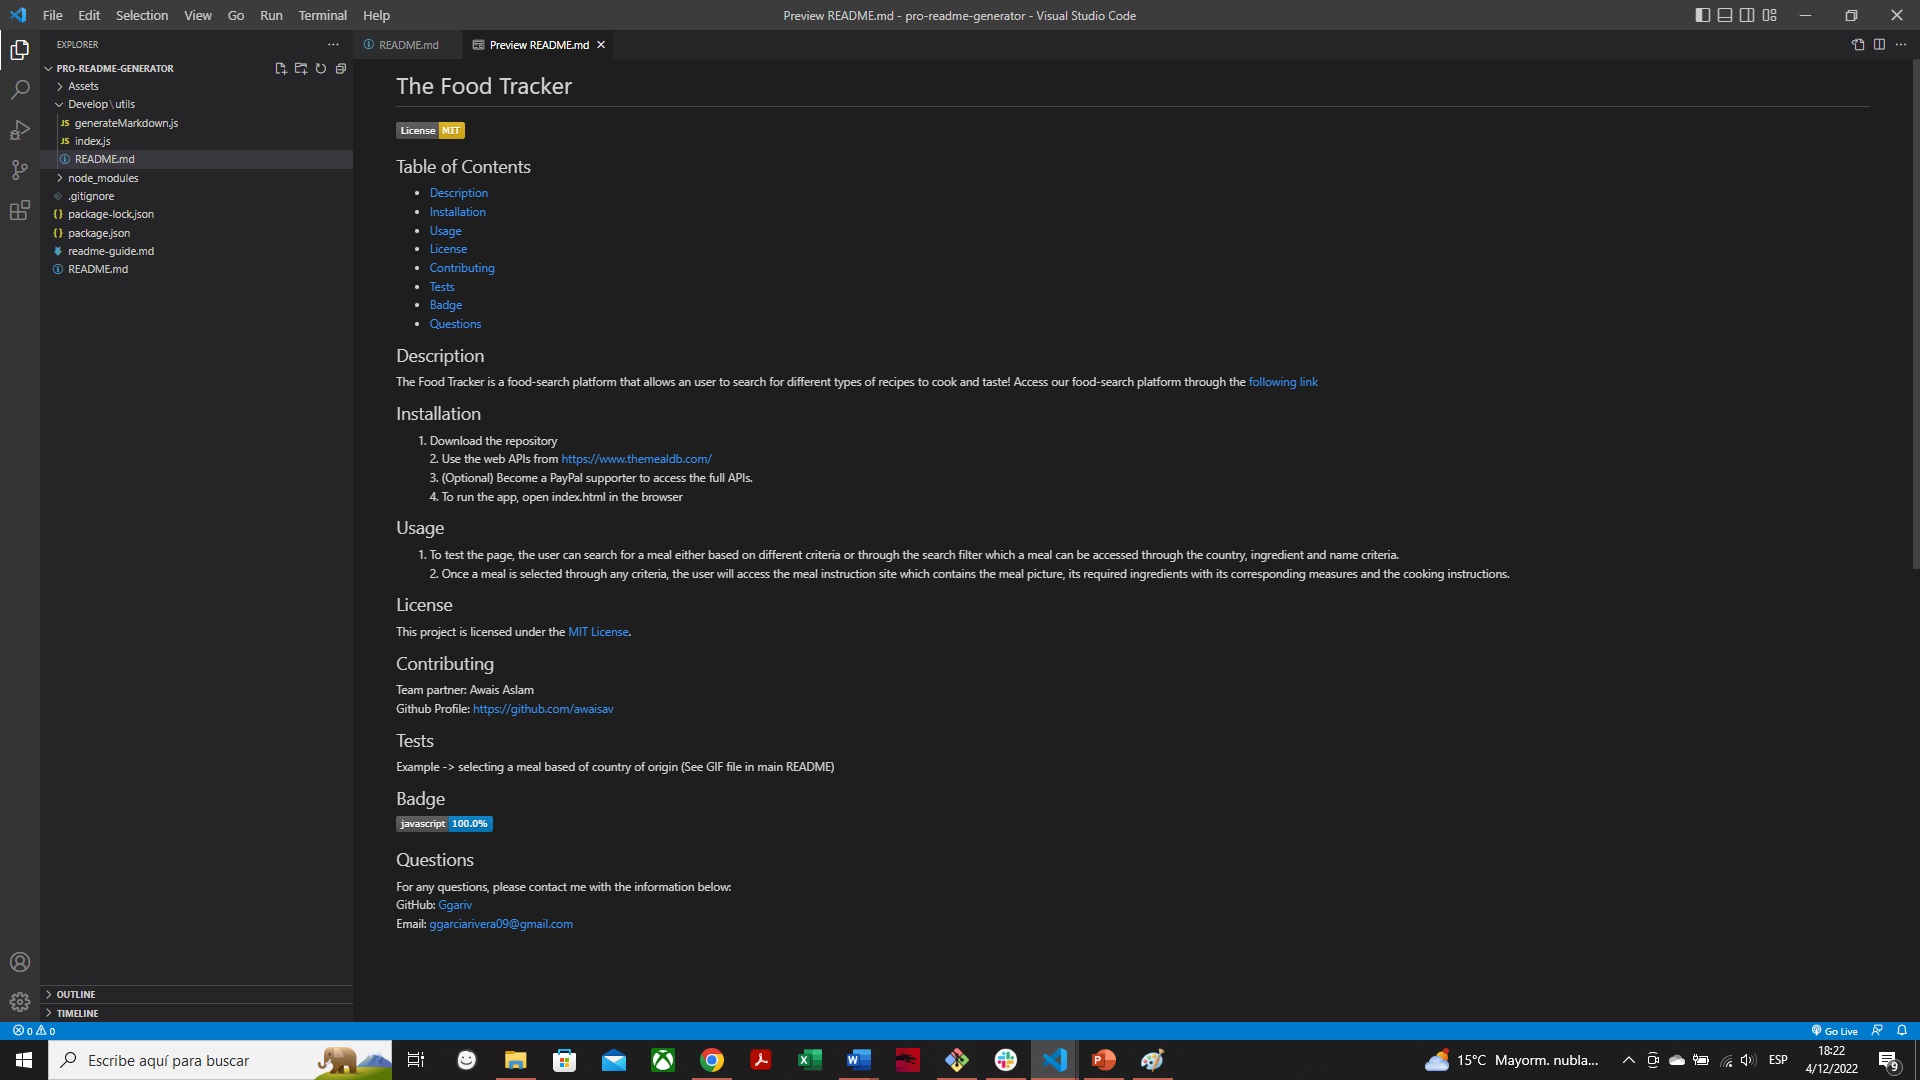 File Edit Selection View Go Run Terminal Help
Preview README.md - pro-readme-generator - Visual Studio Code
EXPLORER
README.md
Preview README.md
PRO-README-GENERATOR
Assets
Develop\utils
JS generateMarkdown.js
JS index.js
README.md
node_modules
.gitignore
{} package-lock.json
{} package.json
readme-guide.md
README.md
OUTLINE
TIMELINE
The Food Tracker
License MIT
Table of Contents
• Description
• Installation
• Usage
• License
• Contributing
• Tests
• Badge
• Questions
Description
The Food Tracker is a food-search platform that allows an user to search for different types of recipes to cook and taste! Access our food-search platform through the following link
Installation
1. Download the repository
2. Use the web APIs from https://www.themealdb.com/
3. (Optional) Become a PayPal supporter to access the full APIs.
4. To run the app, open index.html in the browser
Usage
1. To test the page, the user can search for a meal either based on different criteria or through the search filter which a meal can be accessed through the country, ingredient and name criteria.
2. Once a meal is selected through any criteria, the user will access the meal instruction site which contains the meal picture, its required ingredients with its corresponding measures and the cooking instructions.
License
This project is licensed under the MIT License.
Contributing
Team partner: Awais Aslam
Github Profile: https://github.com/awaisav
Tests
Example -> selecting a meal based of country of origin (See GIF file in main README)
Badge
javascript 100.0%
Questions
For any questions, please contact me with the information below:
GitHub: Ggariv
Email: ggarciarivera09@gmail.com
0 0
Go Live
Escribe aquí para buscar
15°C Mayorm. nubla...
ESP
18:22
4/12/2022
9